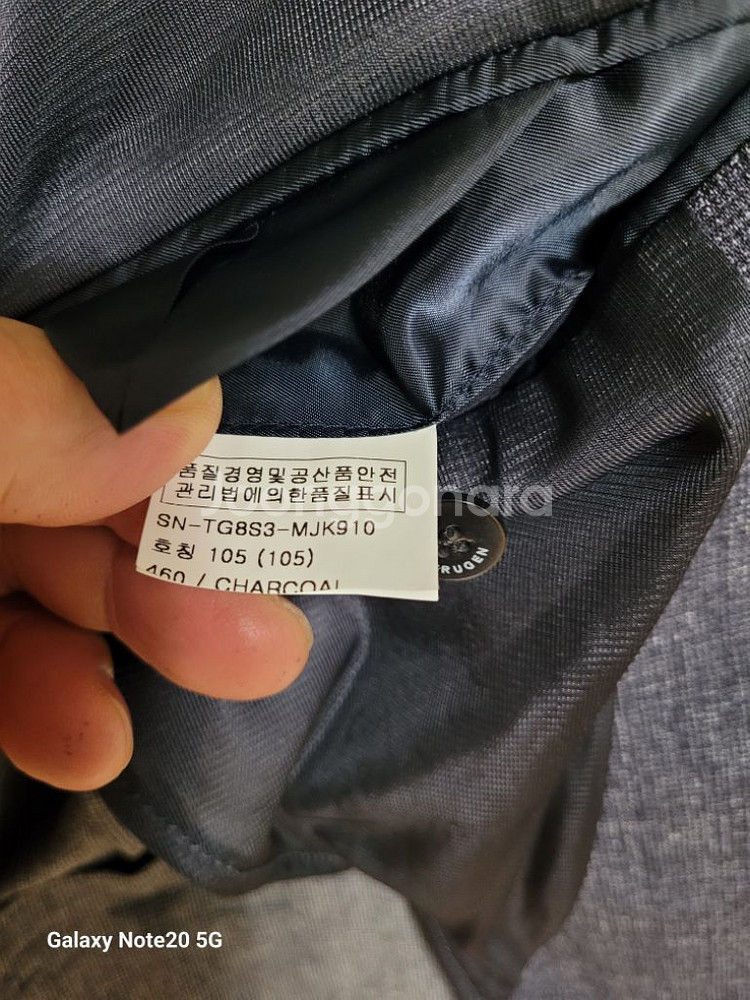 품질경영및공산품안전
관리법에의한품질표시
SN-TG8S3-MJK910
호칭 105 (105)
460 / CHARCOAL
RUGEN
joonggonara
Galaxy Note20 5G